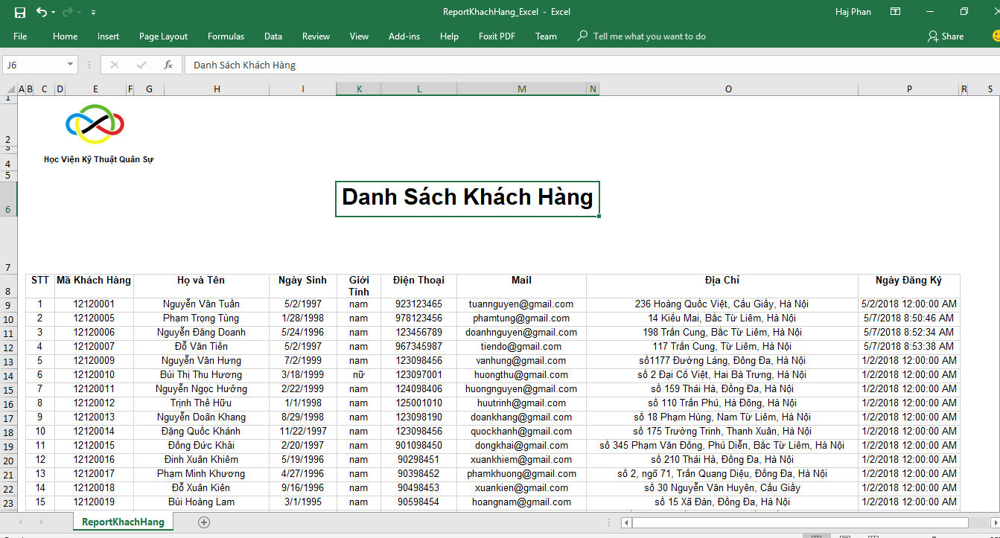 ReportKhachHang_Excel - Excel
Haj Phan
File Home Insert Page Layout Formulas Data Review View Add-ins Help Foxit PDF Team Tell me what you want to do Share
J6 fx Danh Sách Khách Hàng
A B C D E F G H I K L M N O P R S
1
2
3
Học Viện Kỹ Thuật Quân Sự
4
5
Danh Sách Khách Hàng
6
7
STT Mã Khách Hàng Họ và Tên Ngày Sinh Giới Tính Điện Thoại Mail Địa Chỉ Ngày Đăng Ký
8
9 1 12120001 Nguyễn Văn Tuấn 5/2/1997 nam 923123465 tuannguyen@gmail.com 236 Hoàng Quốc Việt, Cầu Giấy, Hà Nội 5/2/2018 12:00:00 AM
10 2 12120005 Phạm Trọng Tùng 1/28/1998 nam 978123456 phamtung@gmail.com 14 Kiều Mai, Bắc Từ Liêm, Hà Nội 5/7/2018 8:50:46 AM
11 3 12120006 Nguyễn Đăng Doanh 5/24/1996 nam 123456789 doanhnguyen@gmail.com 198 Trần Cung, Bắc Từ Liêm, Hà Nội 5/7/2018 8:52:34 AM
12 4 12120007 Đỗ Văn Tiến 5/2/1997 nam 967345987 tiendo@gmail.com 117 Trần Cung, Từ Liêm, Hà Nội 5/7/2018 8:53:38 AM
13 5 12120009 Nguyễn Văn Hưng 7/2/1999 nam 123098456 vanhung@gmail.com số1177 Đường Láng, Đống Đa, Hà Nội 1/2/2018 12:00:00 AM
14 6 12120010 Bùi Thị Thu Hương 3/18/1999 nữ 123097001 huongthu@gmail.com số 2 Đại Cồ Việt, Hai Bà Trưng, Hà Nội 1/2/2018 12:00:00 AM
15 7 12120011 Nguyễn Ngọc Hưởng 2/22/1999 nam 124098406 huongnguyen@gmail.com số 159 Thái Hà, Đống Đa, Hà Nội 1/2/2018 12:00:00 AM
16 8 12120012 Trịnh Thế Hữu 1/1/1998 nam 125001010 huutrinh@gmail.com số 110 Trần Phú, Hà Đông, Hà Nội 1/2/2018 12:00:00 AM
17 9 12120013 Nguyễn Doãn Khang 8/29/1998 nam 123098190 doankhang@gmail.com số 18 Phạm Hùng, Nam Từ Liêm, Hà Nội 1/2/2018 12:00:00 AM
18 10 12120014 Đặng Quốc Khánh 11/22/1997 nam 123098456 quockhanh@gmail.com số 175 Trường Trinh, Thanh Xuân, Hà Nội 1/2/2018 12:00:00 AM
19 11 12120015 Đồng Đức Khải 2/20/1997 nam 901098450 dongkhai@gmail.com số 345 Phạm Văn Đồng, Phú Diễn, Bắc Từ Liêm, Hà Nội 1/2/2018 12:00:00 AM
20 12 12120016 Đinh Xuân Khiêm 5/19/1996 nam 90298451 xuankhiem@gmail.com số 210 Thái Hà, Đống Đa, Hà Nội 1/2/2018 12:00:00 AM
21 13 12120017 Phạm Minh Khương 4/27/1996 nam 90398452 phamkhuong@gmail.com số 2, ngõ 71, Trần Quang Diệu, Đống Đa, Hà Nội 1/2/2018 12:00:00 AM
22 14 12120018 Đỗ Xuân Kiên 9/16/1996 nam 90498453 xuankien@gmail.com số 30 Nguyễn Văn Huyên, Cầu Giấy 1/2/2018 12:00:00 AM
23 15 12120019 Bùi Hoàng Lam 3/1/1995 nam 90598454 hoangnam@gmail.com số 15 Xã Đàn, Đống Đa, Hà Nội 1/2/2018 12:00:00 AM
ReportKhachHang